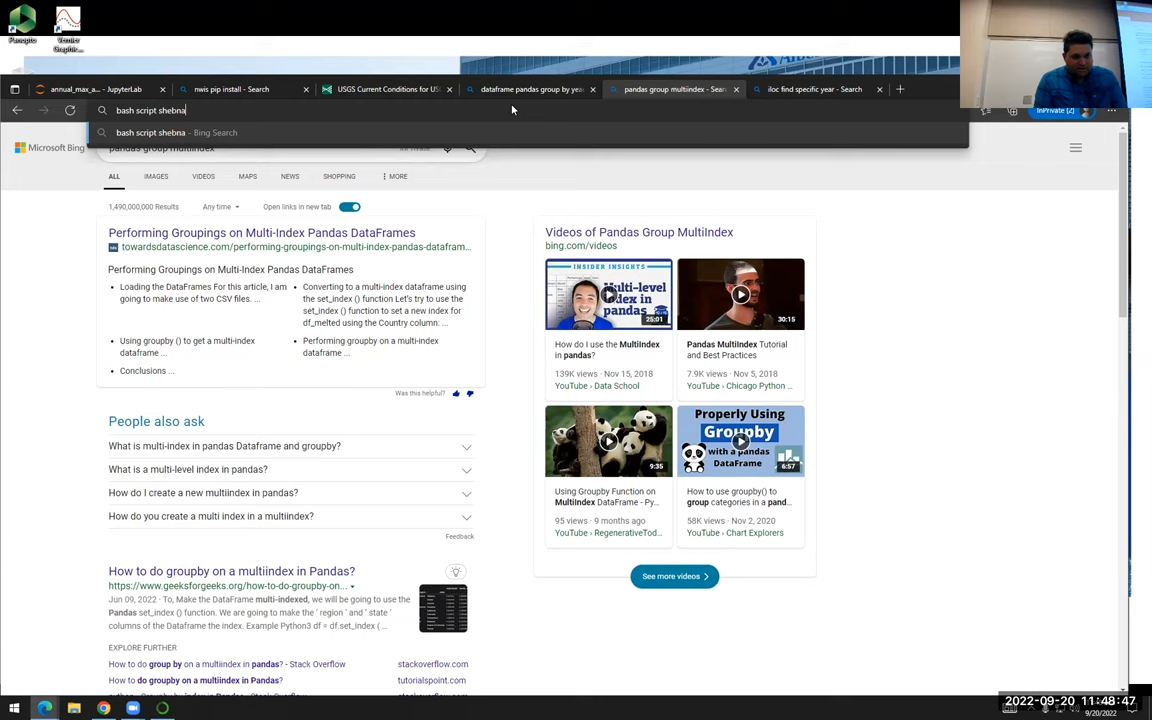 Panopto
Vernier
Graphic...
annual_max_a... - JupyterLab
nwis pip install - Search
USGS Current Conditions for US
dataframe pandas group by yea
pandas group multiindex - Sear
iloc find specific year - Search
bash script shebna
InPrivate
bash script shebna - Bing Search
Microsoft Bing
pandas group multiindex
ALL
IMAGES
VIDEOS
MAPS
NEWS
SHOPPING
MORE
1,490,000,000 Results
Any time
Open links in new tab
Performing Groupings on Multi-Index Pandas DataFrames
towardsdatascience.com/performing-groupings-on-multi-index-pandas-datafram...
Performing Groupings on Multi-Index Pandas DataFrames
Loading the DataFrames For this article, I am
going to make use of two CSV files. ...
Using groupby () to get a multi-index
dataframe ...
Conclusions ...
Converting to a multi-index dataframe using
the set_index () function Let's try to use the
set_index () function to set a new index for
df_melted using the Country column: ...
Performing groupby on a multi-index
dataframe ...
Was this helpful?
People also ask
What is multi-index in pandas Dataframe and groupby?
What is a multi-level index in pandas?
How do I create a new multiindex in pandas?
How do you create a multi index in a multiindex?
Feedback
How to do groupby on a multiindex in Pandas?
https://www.geeksforgeeks.org/how-to-do-groupby-on...
Jun 09, 2022 · To, Make the DataFrame multi-indexed, we will be going to use the
Pandas set_index () function. We are going to make the ' region ' and ' state '
columns of the Dataframe the index. Example Python3 df = df.set_index ( ...
EXPLORE FURTHER
How to do group by on a multiindex in pandas? - Stack Overflow
stackoverflow.com
How to do groupby on a multiindex in Pandas?
tutorialspoint.com
Videos of Pandas Group MultiIndex
bing.com/videos
INSIDER INSIGHTS
Multi-level
index in
pandas
25:01
How do I use the MultiIndex
in pandas?
139K views · Nov 15, 2018
YouTube › Data School
30:15
Pandas MultiIndex Tutorial
and Best Practices
7.9K views · Nov 5, 2018
YouTube › Chicago Python ...
9:35
Using Groupby Function on
MultiIndex DataFrame - Py...
95 views · 9 months ago
YouTube › RegenerativeTod...
Properly Using
Groupby
with a pandas
DataFrame
6:57
How to use groupby() to
group categories in a pand...
58K views · Nov 2, 2020
YouTube › Chart Explorers
See more videos
2022-09-20 11:48:47
9/20/2022